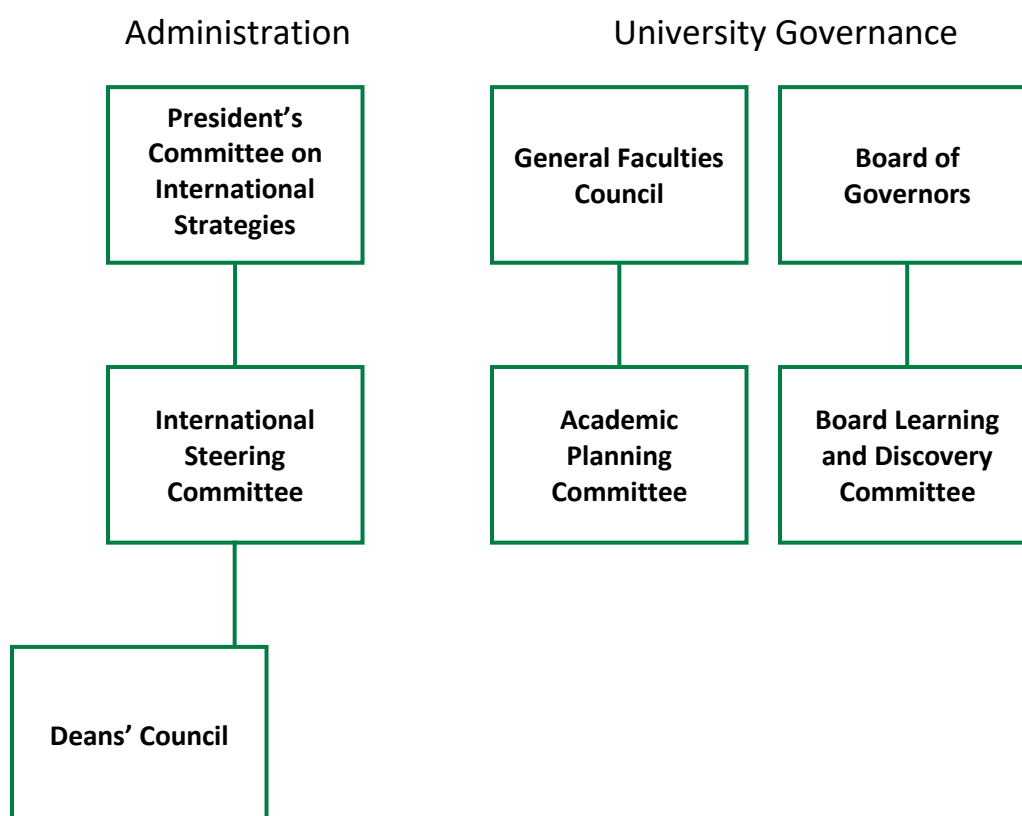 Administration
University Governance
President’s
Committee on
International
Strategies
General Faculties
Council
Board of
Governors
International
Steering
Committee
Academic
Planning
Committee
Board Learning
and Discovery
Committee
Deans’ Council